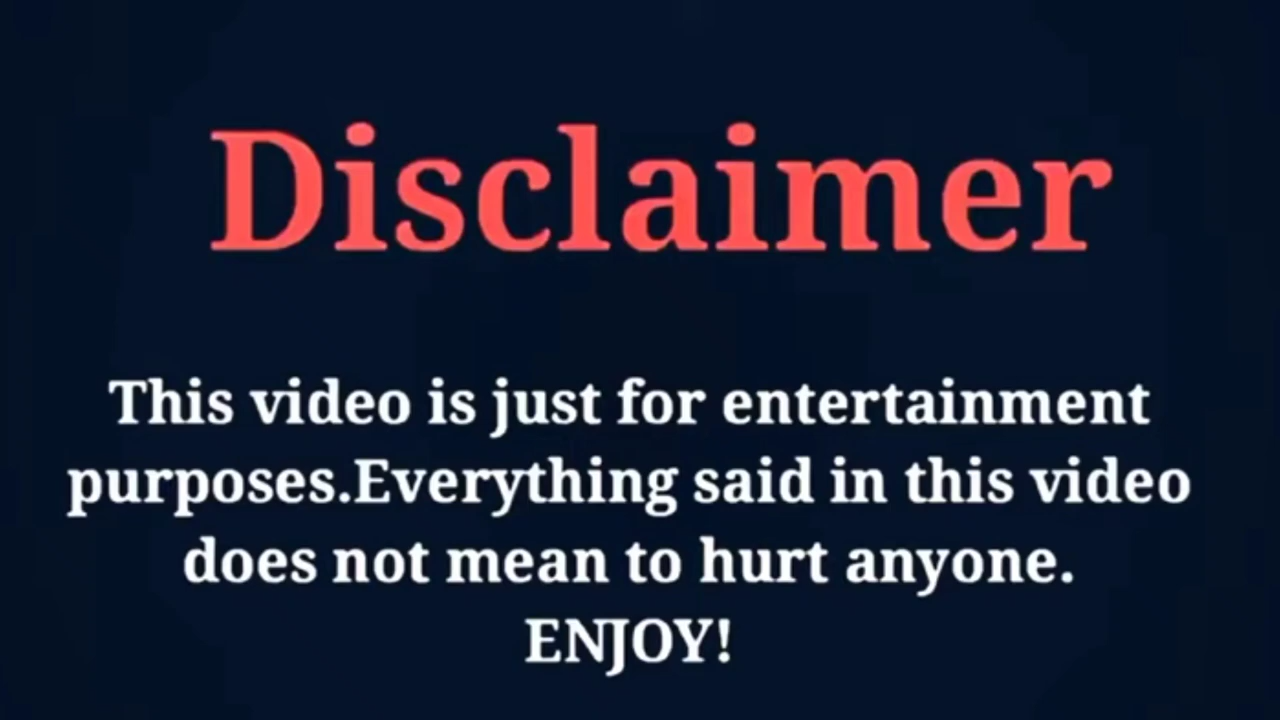 Disclaimer
This video is just for entertainment
purposes.Everything said in this video
does not mean to hurt anyone.
ENJOY!